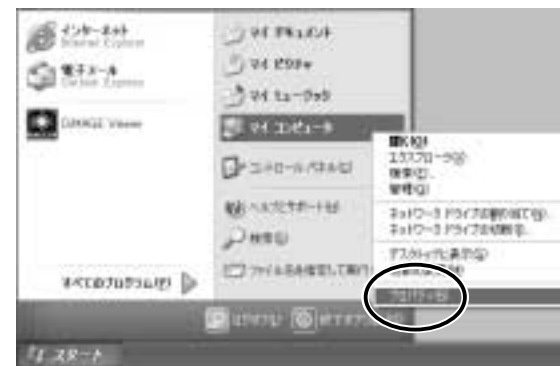 インターネット
Internet Explorer
電子メール
Outlook Express
DiMAGE Viewer
すべてのプログラム(P)
マイ ドキュメント
マイ ピクチャ
マイ ミュージック
マイ コンピュータ
コントロール パネル(C)
ヘルプとサポート(H)
検索(S)
ファイル名を指定して実行
ログオフ(L)
スタート
開く(O)
エクスプローラ(X)
検索(E)...
管理(G)
ネットワーク ドライブの割り当て(N)...
ネットワーク ドライブの切断(I)...
デスクトップに表示(S)
プロパティ(R)